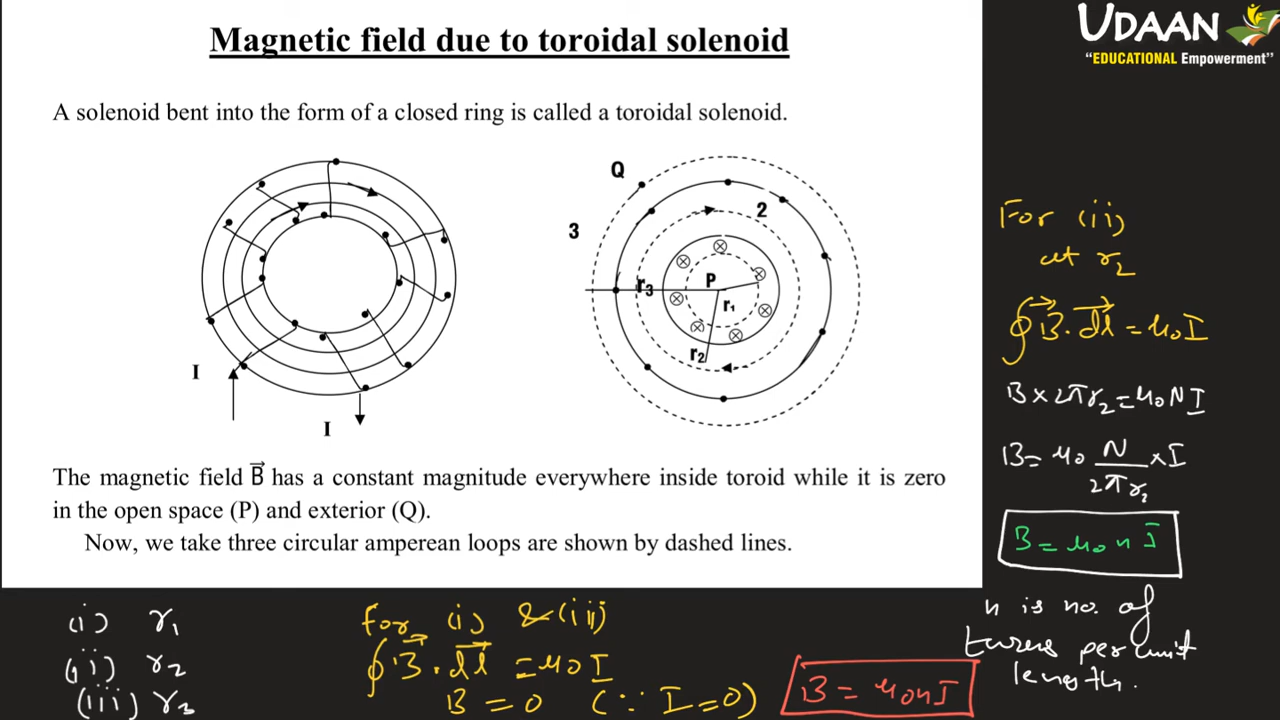 Magnetic field due to toroidal solenoid
UDAAN
“EDUCATIONAL Empowerment”
A solenoid bent into the form of a closed ring is called a toroidal solenoid.
I
I
Q
3
2
r₃
P
r₁
r₂
The magnetic field B⃗ has a constant magnitude everywhere inside toroid while it is zero
in the open space (P) and exterior (Q).
Now, we take three circular amperean loops are shown by dashed lines.
(i) r₁
(ii) r₂
(iii) r₃
for (i) & (iii)
∮B⃗.dl⃗ = μ₀I
B = 0 (∵ I=0)
B = μ₀nI
For (ii)
at r₂
∮B⃗.dl⃗ = μ₀I
B × 2πr₂ = μ₀NI
B = μ₀ N/2πr₂ × I
B = μ₀nI
n is no. of
turns per unit
length.